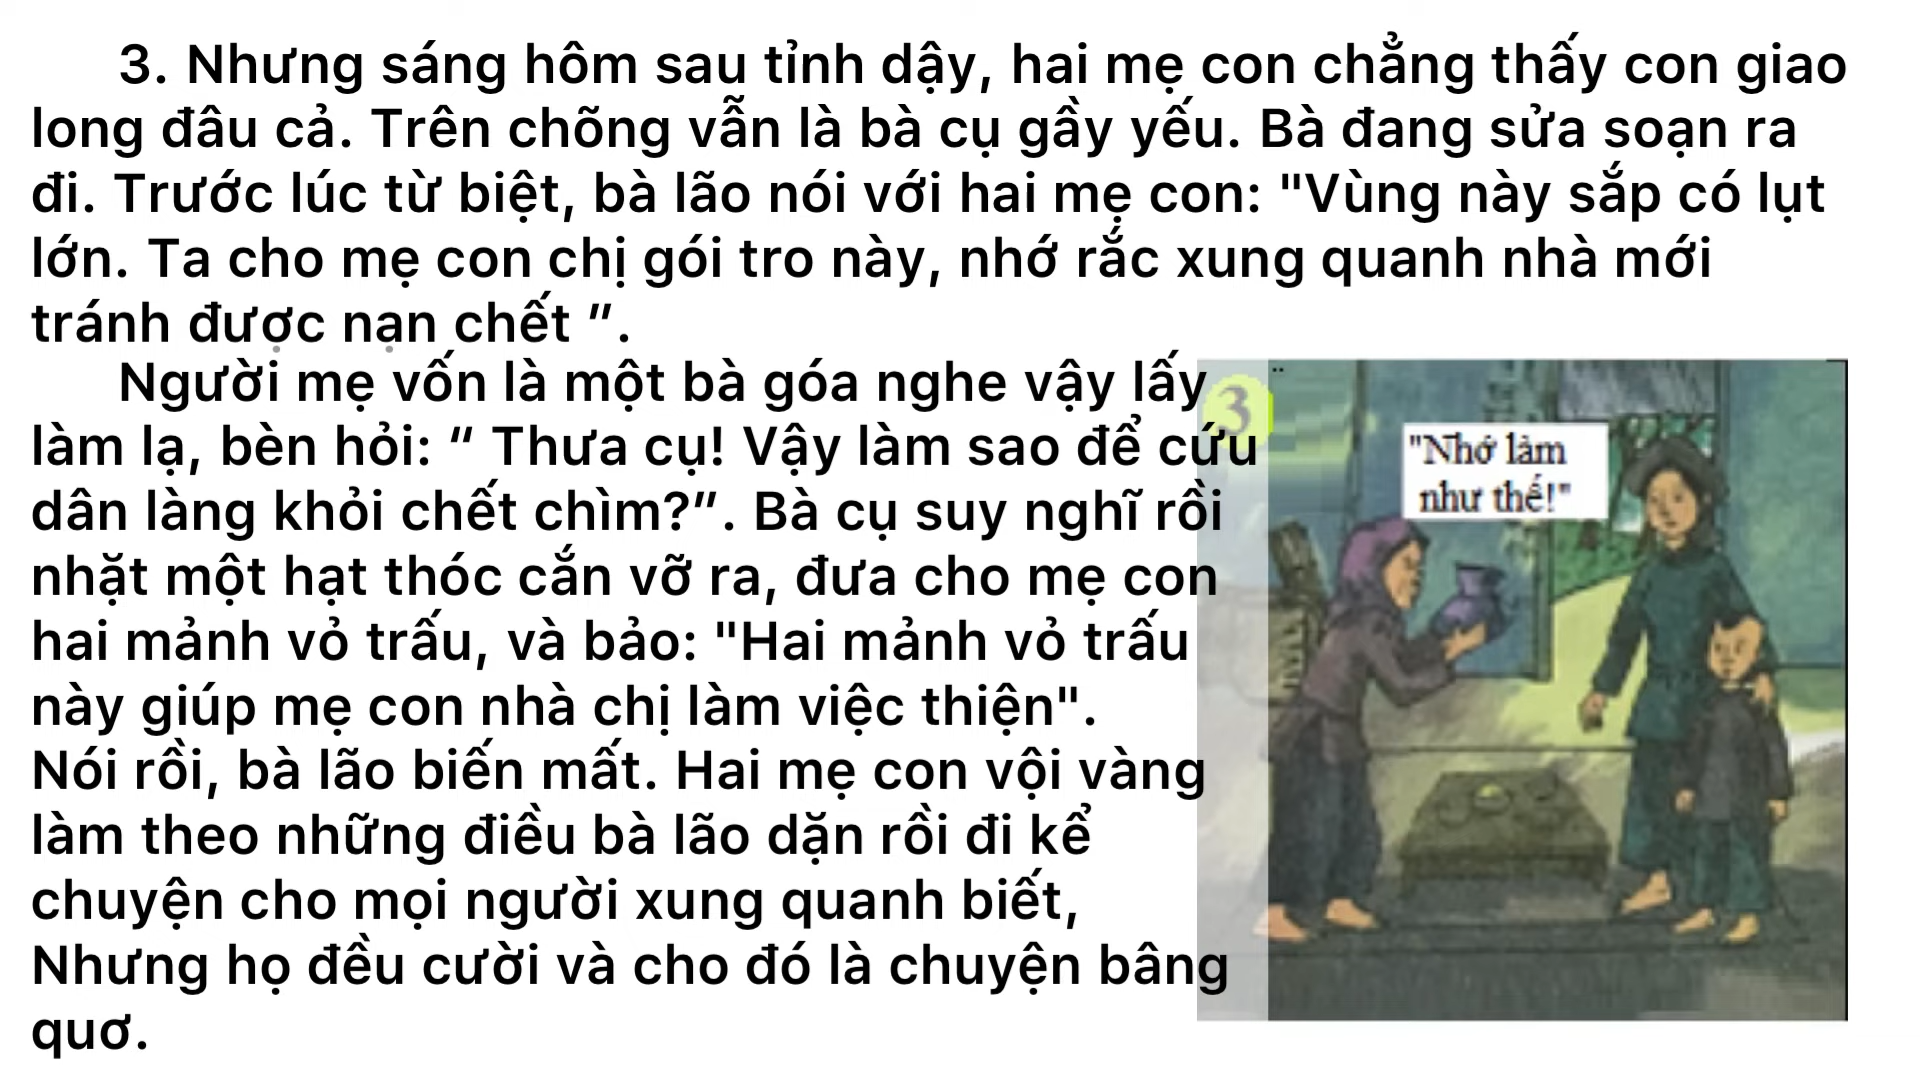 3. Nhưng sáng hôm sau tỉnh dậy, hai mẹ con chẳng thấy con giao
long đâu cả. Trên chõng vẫn là bà cụ gầy yếu. Bà đang sửa soạn ra
đi. Trước lúc từ biệt, bà lão nói với hai mẹ con: "Vùng này sắp có lụt
lớn. Ta cho mẹ con chị gói tro này, nhớ rắc xung quanh nhà mới
tránh được nạn chết ”.
Người mẹ vốn là một bà góa nghe vậy lấy
làm lạ, bèn hỏi: “ Thưa cụ! Vậy làm sao để cứu
dân làng khỏi chết chìm?”. Bà cụ suy nghĩ rồi
nhặt một hạt thóc cắn vỡ ra, đưa cho mẹ con
hai mảnh vỏ trấu, và bảo: "Hai mảnh vỏ trấu
này giúp mẹ con nhà chị làm việc thiện".
Nói rồi, bà lão biến mất. Hai mẹ con vội vàng
làm theo những điều bà lão dặn rồi đi kể
chuyện cho mọi người xung quanh biết,
Nhưng họ đều cười và cho đó là chuyện bâng
quơ.
3
"Nhớ làm
như thế!"